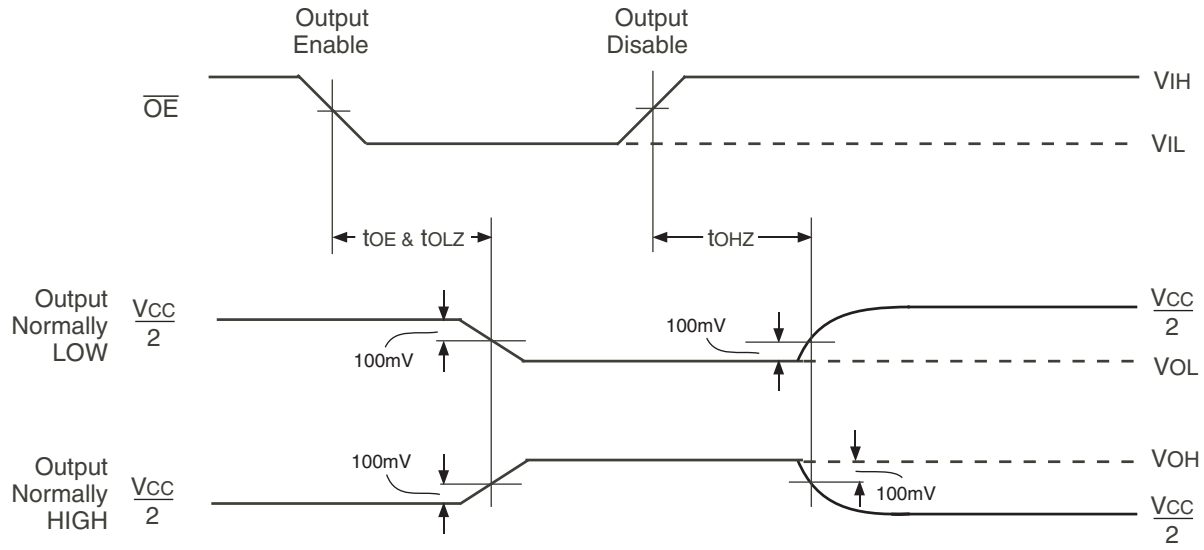 Output
Enable
Output
Disable
OE
VIH
VIL
tOE & tOLZ
tOHZ
Output
Normally
LOW
VCC
2
100mV
100mV
VCC
2
VOL
Output
Normally
HIGH
VCC
2
100mV
VOH
100mV
VCC
2